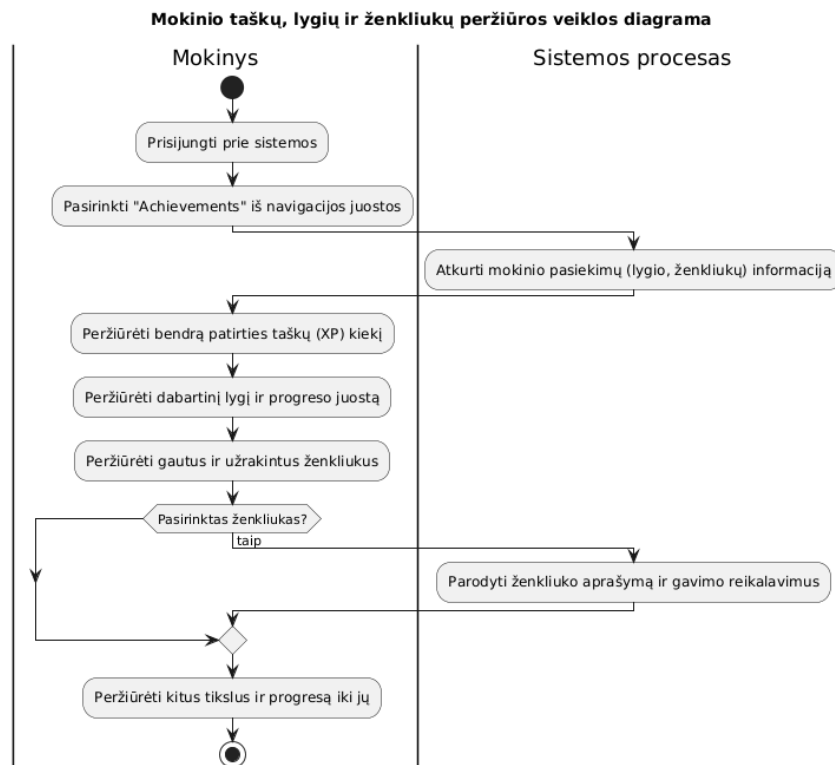 Mokinio taškų, lygių ir ženkliukų peržiūros veiklos diagrama
Mokinys
Sistemos procesas
Prisijungti prie sistemos
Pasirinkti "Achievements" iš navigacijos juostos
Atkurti mokinio pasiekimų (lygio, ženkliukų) informaciją
Peržiūrėti bendrą patirties taškų (XP) kiekį
Peržiūrėti dabartinį lygį ir progreso juostą
Peržiūrėti gautus ir užrakintus ženkliukus
Pasirinktas ženkliukas?
taip
Parodyti ženkliuko aprašymą ir gavimo reikalavimus
Peržiūrėti kitus tikslus ir progresą iki jų